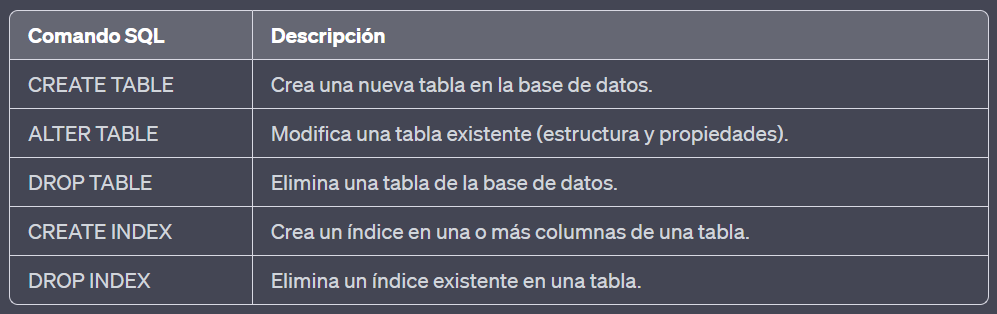 Comando SQL Descripción
CREATE TABLE Crea una nueva tabla en la base de datos.
ALTER TABLE Modifica una tabla existente (estructura y propiedades).
DROP TABLE Elimina una tabla de la base de datos.
CREATE INDEX Crea un índice en una o más columnas de una tabla.
DROP INDEX Elimina un índice existente en una tabla.